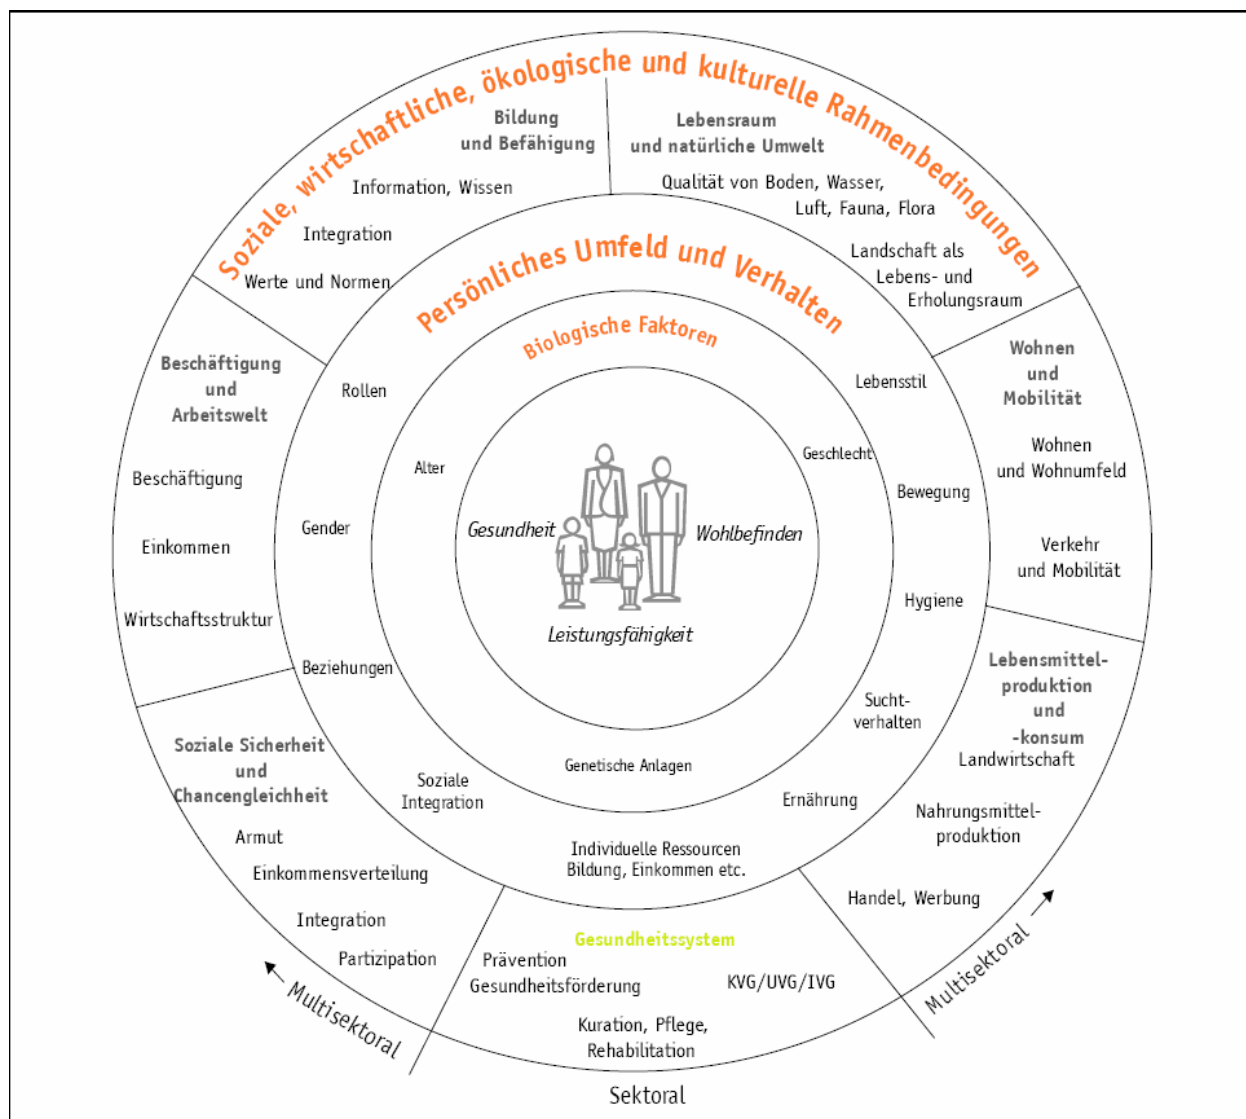 Soziale, wirtschaftliche, ökologische und kulturelle Rahmenbedingungen
Bildung
und Befähigung
Information, Wissen
Integration
Werte und Normen
Lebensraum
und natürliche Umwelt
Qualität von Boden, Wasser,
Luft, Fauna, Flora
Landschaft als
Lebens- und
Erholungsraum
Persönliches Umfeld und Verhalten
Biologische Faktoren
Beschäftigung
und
Arbeitswelt
Beschäftigung
Einkommen
Wirtschaftsstruktur
Rollen
Gender
Beziehungen
Soziale
Integration
Alter
Geschlecht
Genetische Anlagen
Gesundheit
Wohlbefinden
Leistungsfähigkeit
Lebensstil
Bewegung
Hygiene
Sucht-
verhalten
Ernährung
Individuelle Ressourcen
Bildung, Einkommen etc.
Wohnen
und
Mobilität
Wohnen
und Wohnumfeld
Verkehr
und Mobilität
Lebensmittel-
produktion
und
-konsum
Landwirtschaft
Nahrungsmittel-
produktion
Handel, Werbung
Soziale Sicherheit
und
Chancengleichheit
Armut
Einkommensverteilung
Integration
Partizipation
Gesundheitssystem
Prävention
Gesundheitsförderung
KVG/UVG/IVG
Kuration, Pflege,
Rehabilitation
Multisektoral
Sektoral
Multisektoral